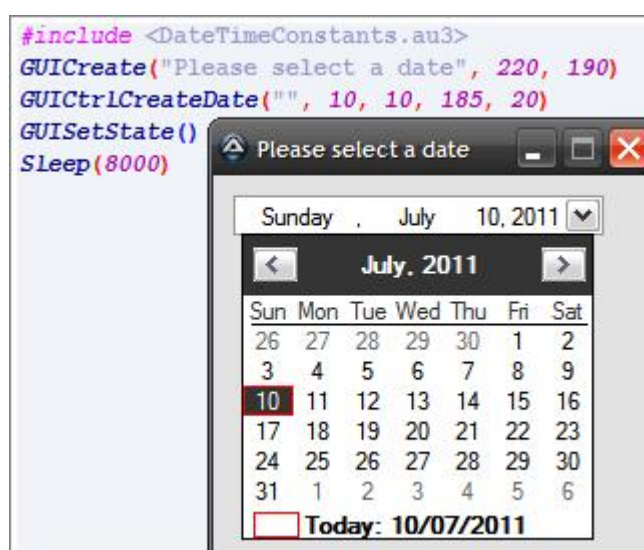 #include <DateTimeConstants.au3>
GUICreate("Please select a date", 220, 190)
GUICtrlCreateDate("", 10, 10, 185, 20)
GUISetState()
Sleep(8000)
Please select a date
Sunday , July 10, 2011
July, 2011
Sun Mon Tue Wed Thu Fri Sat
26 27 28 29 30 1 2
3 4 5 6 7 8 9
10 11 12 13 14 15 16
17 18 19 20 21 22 23
24 25 26 27 28 29 30
31 1 2 3 4 5 6
Today: 10/07/2011